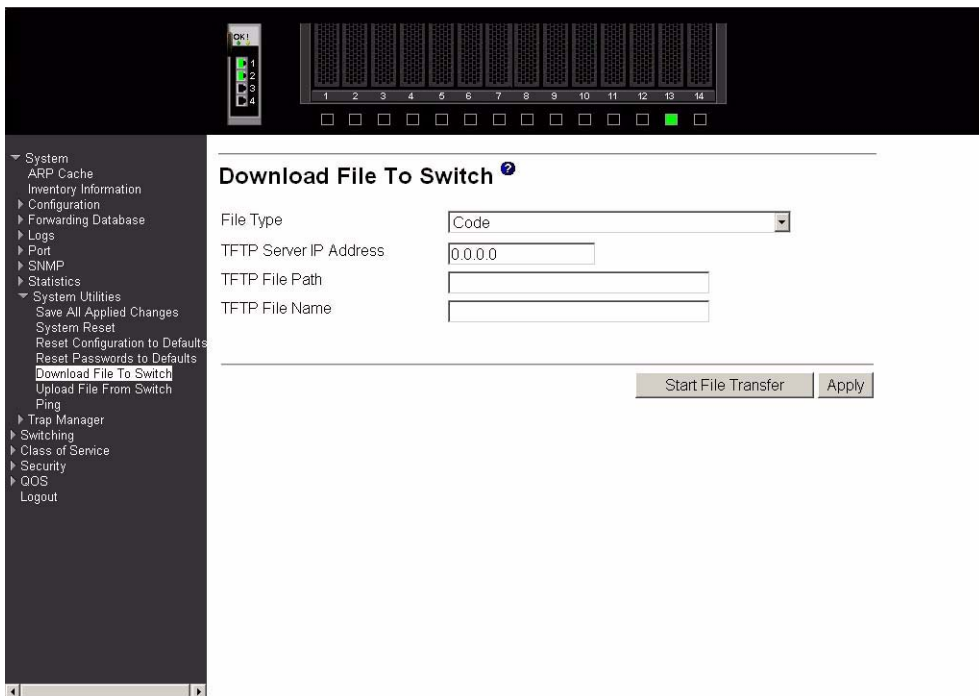 OK!
1
2
3
4
1 2 3 4 5 6 7 8 9 10 11 12 13 14
System
ARP Cache
Inventory Information
Configuration
Forwarding Database
Logs
Port
SNMP
Statistics
System Utilities
Save All Applied Changes
System Reset
Reset Configuration to Defaults
Reset Passwords to Defaults
Download File To Switch
Upload File From Switch
Ping
Trap Manager
Switching
Class of Service
Security
QOS
Logout
Download File To Switch ?
File Type Code
TFTP Server IP Address 0.0.0.0
TFTP File Path
TFTP File Name
Start File Transfer Apply